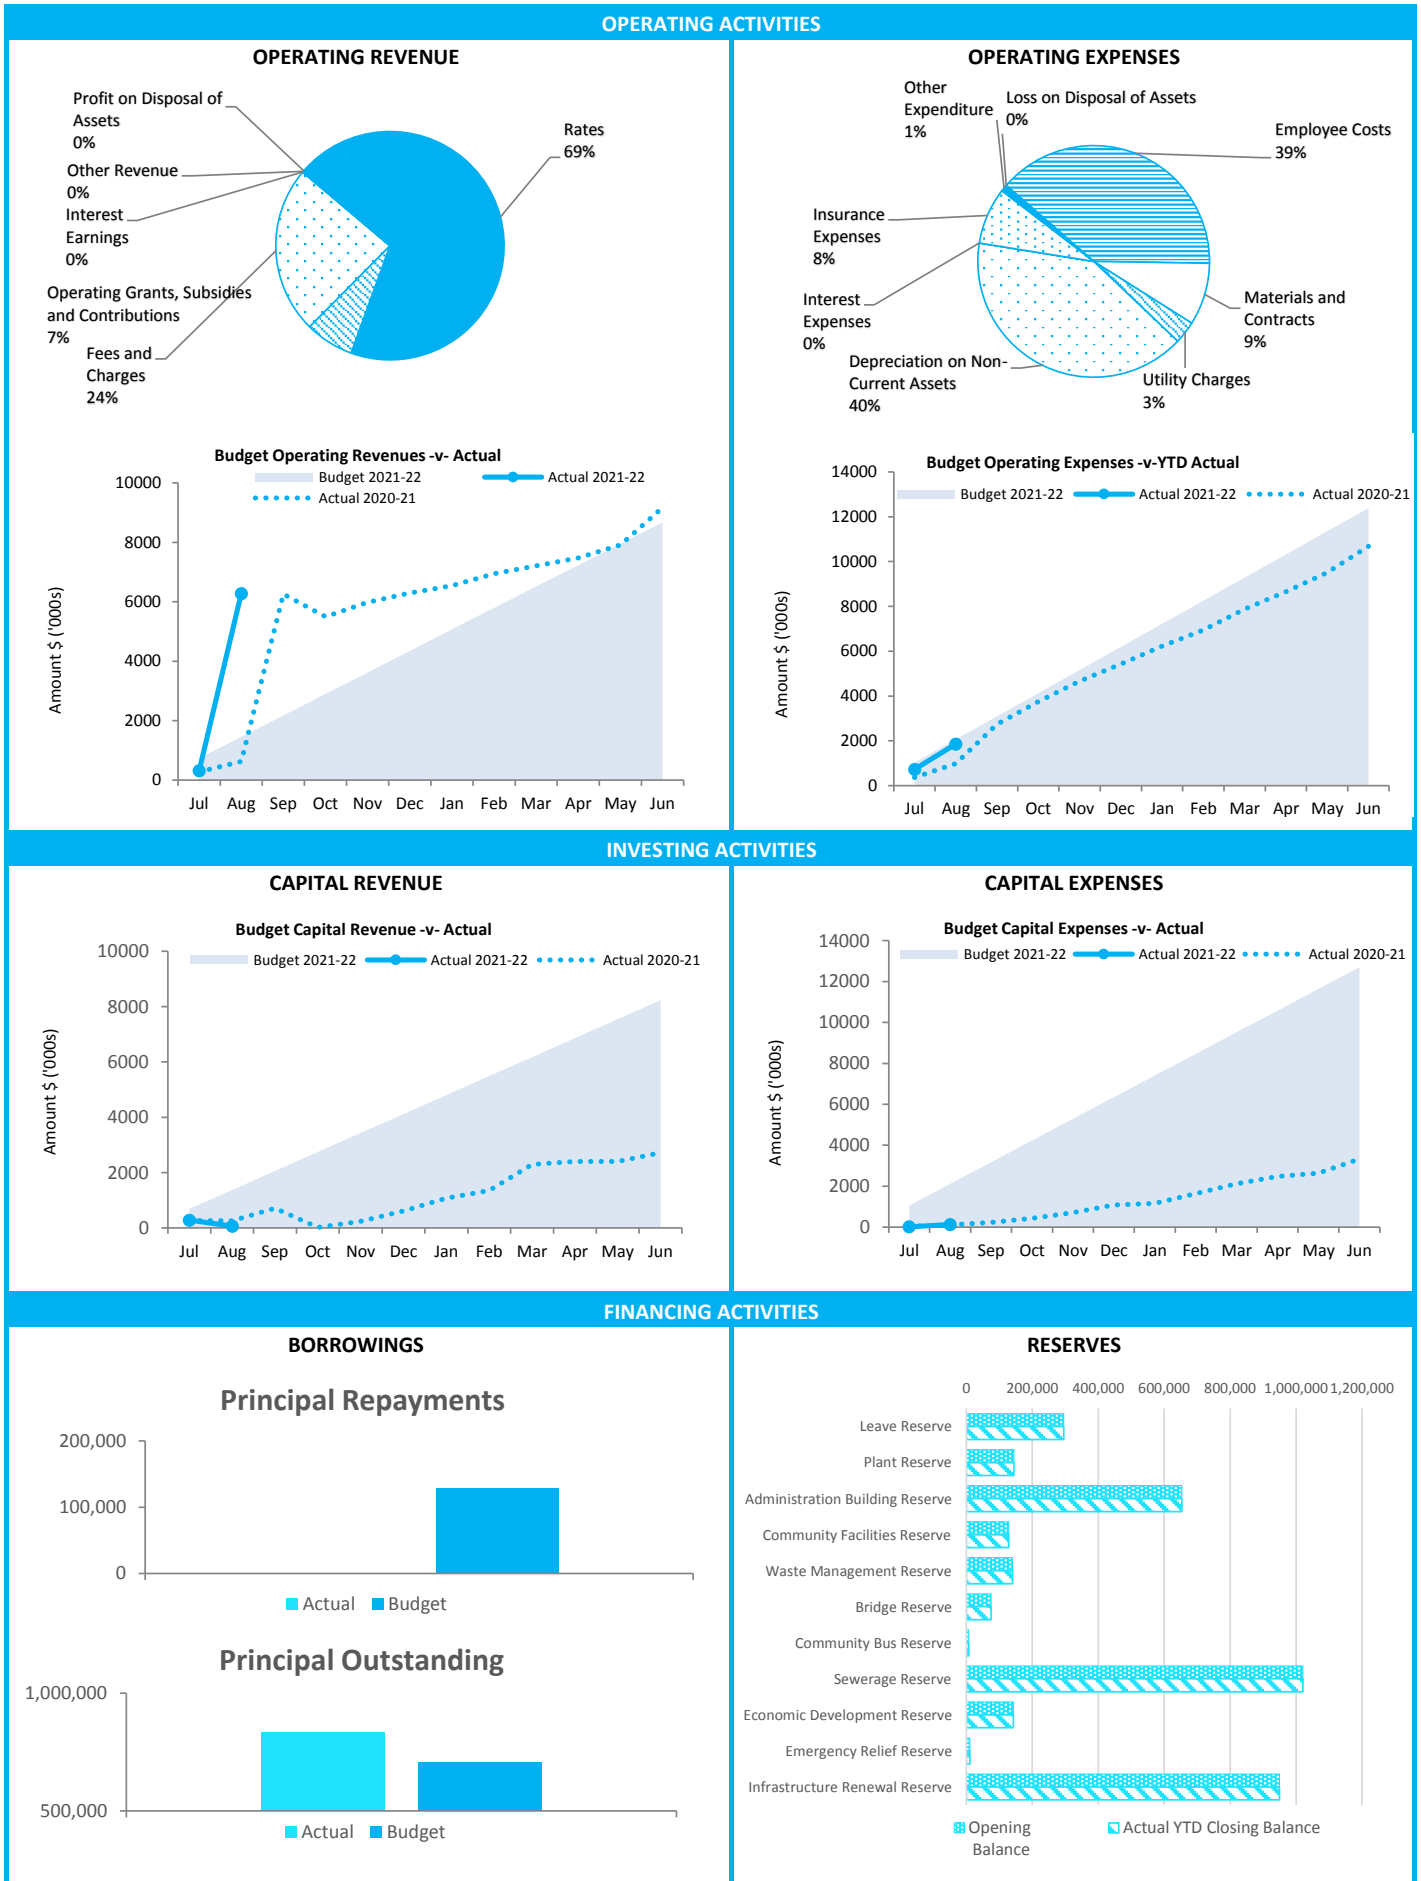 OPERATING ACTIVITIES
OPERATING REVENUE
Profit on Disposal of
Assets
0%
Other Revenue
0%
Interest
Earnings
0%
Operating Grants, Subsidies
and Contributions
7%
Fees and
Charges
24%
Rates
69%
OPERATING EXPENSES
Other
Expenditure
1%
Loss on Disposal of Assets
0%
Employee Costs
39%
Insurance
Expenses
8%
Interest
Expenses
0%
Depreciation on Non-
Current Assets
40%
Utility Charges
3%
Materials and
Contracts
9%
Budget Operating Revenues -v- Actual
Budget 2021-22
Actual 2021-22
Actual 2020-21
Amount $ ('000s)
10000
8000
6000
4000
2000
0
Jul Aug Sep Oct Nov Dec Jan Feb Mar Apr May Jun
Budget Operating Expenses -v-YTD Actual
Budget 2021-22 Actual 2021-22 Actual 2020-21
Amount $ ('000s)
14000
12000
10000
8000
6000
4000
2000
0
Jul Aug Sep Oct Nov Dec Jan Feb Mar Apr May Jun
INVESTING ACTIVITIES
CAPITAL REVENUE
Budget Capital Revenue -v- Actual
Budget 2021-22 Actual 2021-22 Actual 2020-21
Amount $ ('000s)
10000
8000
6000
4000
2000
0
Jul Aug Sep Oct Nov Dec Jan Feb Mar Apr May Jun
CAPITAL EXPENSES
Budget Capital Expenses -v- Actual
Budget 2021-22 Actual 2021-22 Actual 2020-21
Amount $ ('000s)
14000
12000
10000
8000
6000
4000
2000
0
Jul Aug Sep Oct Nov Dec Jan Feb Mar Apr May Jun
FINANCING ACTIVITIES
BORROWINGS
Principal Repayments
200,000
100,000
0
Actual Budget
Principal Outstanding
1,000,000
500,000
Actual Budget
RESERVES
0 200,000 400,000 600,000 800,000 1,000,000 1,200,000
Leave Reserve
Plant Reserve
Administration Building Reserve
Community Facilities Reserve
Waste Management Reserve
Bridge Reserve
Community Bus Reserve
Sewerage Reserve
Economic Development Reserve
Emergency Relief Reserve
Infrastructure Renewal Reserve
Opening
Balance
Actual YTD Closing Balance